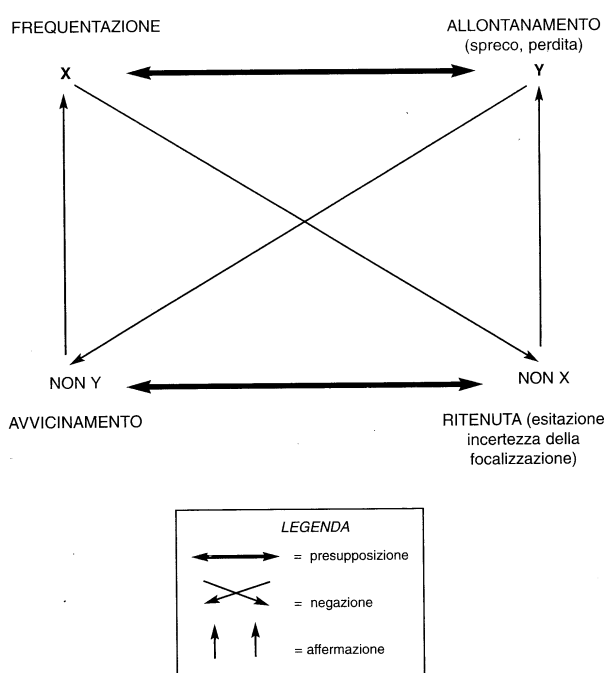 FREQUENTAZIONE
ALLONTANAMENTO
(spreco, perdita)
X
Y
NON Y
NON X
AVVICINAMENTO
RITENUTA (esitazione
incertezza della
focalizzazione)
LEGENDA
= presupposizione
= negazione
= affermazione